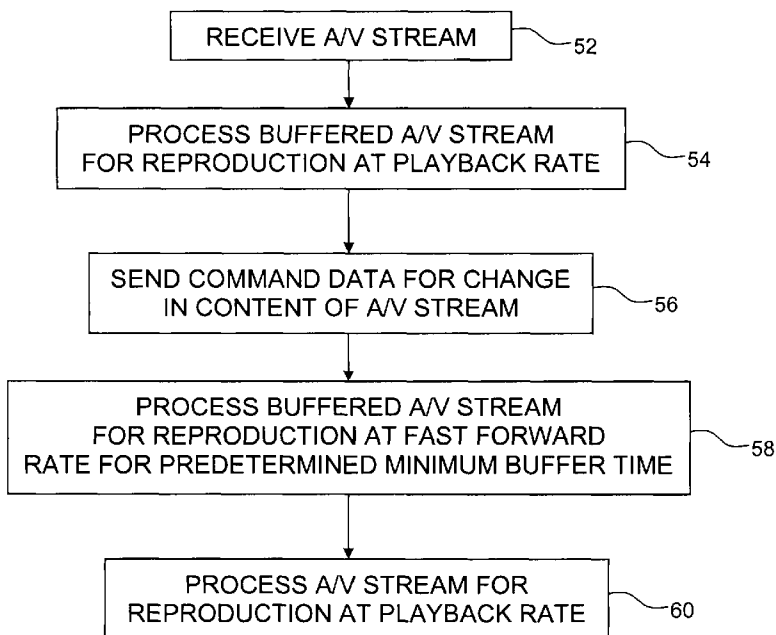 RECEIVE A/V STREAM
52
PROCESS BUFFERED A/V STREAM
FOR REPRODUCTION AT PLAYBACK RATE
54
SEND COMMAND DATA FOR CHANGE
IN CONTENT OF A/V STREAM
56
PROCESS BUFFERED A/V STREAM
FOR REPRODUCTION AT FAST FORWARD
RATE FOR PREDETERMINED MINIMUM BUFFER TIME
58
PROCESS A/V STREAM FOR
REPRODUCTION AT PLAYBACK RATE
60